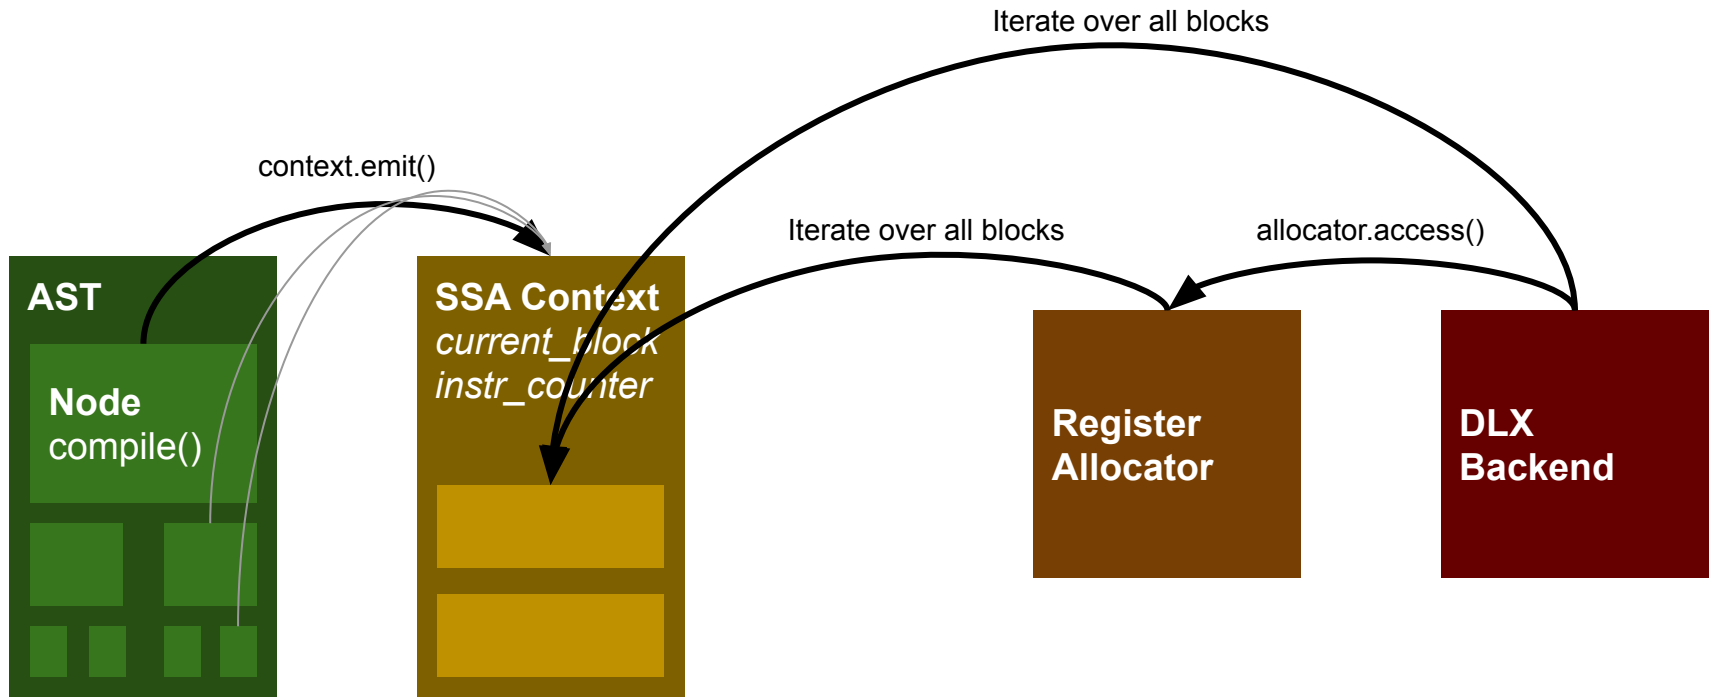 Iterate over all blocks
context.emit()
Iterate over all blocks
allocator.access()
AST
Node
compile()
SSA Context
current_block
instr_counter
Register
Allocator
DLX
Backend